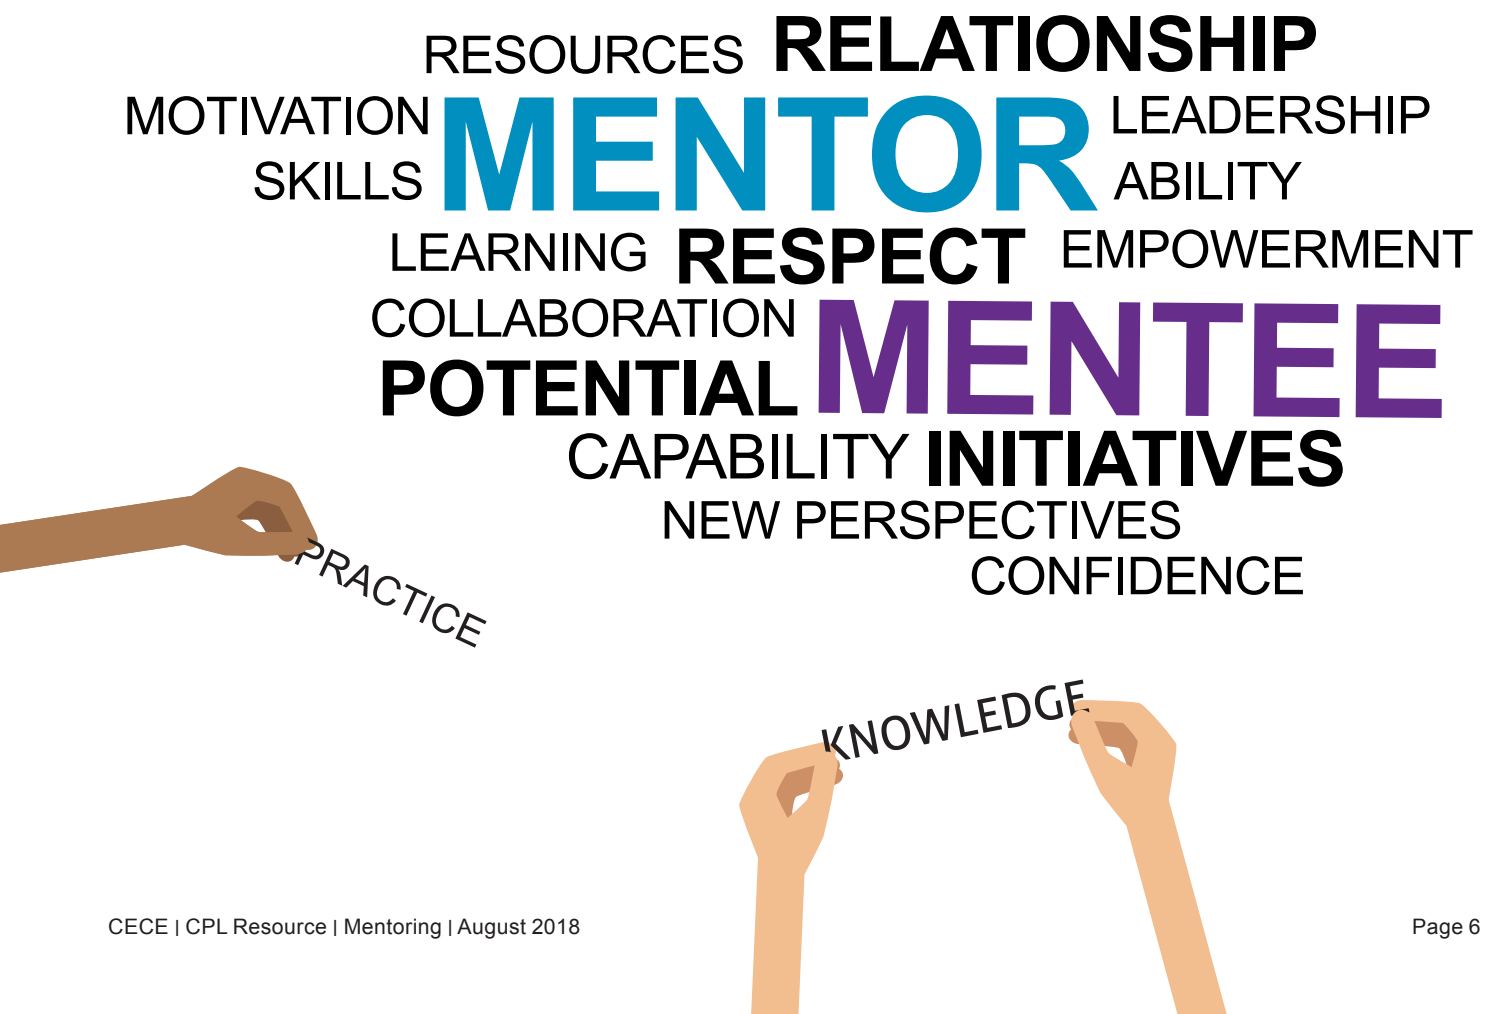 RESOURCES RELATIONSHIP
MOTIVATION MENTOR LEADERSHIP
SKILLS ABILITY
LEARNING RESPECT EMPOWERMENT
COLLABORATION MENTEE
POTENTIAL
CAPABILITY INITIATIVES
NEW PERSPECTIVES
CONFIDENCE
PRACTICE
KNOWLEDGE
CECE | CPL Resource | Mentoring | August 2018
Page 6